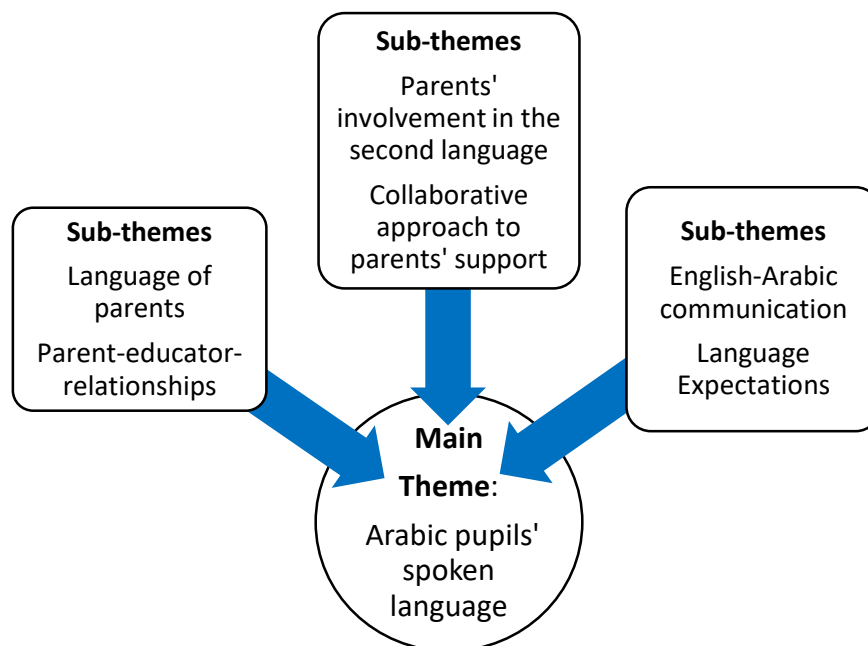 Sub-themes
Language of
parents
Parent-educator-
relationships
Sub-themes
Parents'
involvement in the
second language
Collaborative
approach to
parents' support
Sub-themes
English-Arabic
communication
Language
Expectations
Main
Theme:
Arabic pupils'
spoken
language